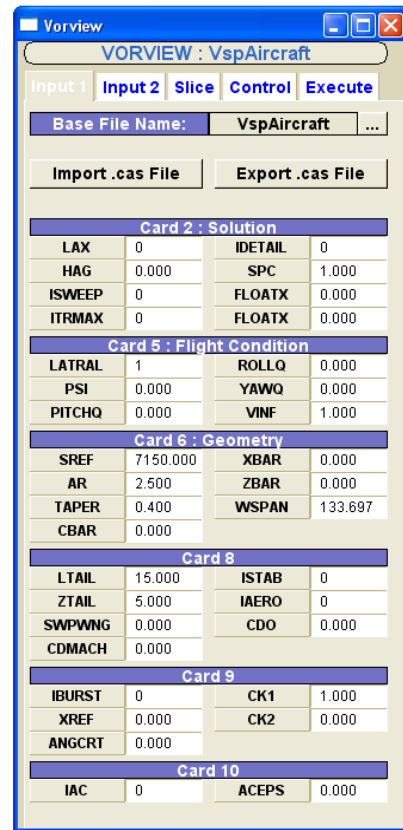 Vorview
VORVIEW : VspAircraft
Input 1 Input 2 Slice Control Execute
Base File Name: VspAircraft ...
Import .cas File Export .cas File
Card 2 : Solution
LAX 0 IDETAIL 0
HAG 0.000 SPC 1.000
ISWEEP 0 FLOATX 0.000
ITRMAX 0 FLOATX 0.000
Card 5 : Flight Condition
LATRAL 1 ROLLQ 0.000
PSI 0.000 YAWQ 0.000
PITCHQ 0.000 VINF 1.000
Card 6 : Geometry
SREF 7150.000 XBAR 0.000
AR 2.500 ZBAR 0.000
TAPER 0.400 WSPAN 133.697
CBAR 0.000
Card 8
LTAIL 15.000 ISTAB 0
ZTAIL 5.000 IAERO 0
SWPWNG 0.000 CDO 0.000
CDMACH 0.000
Card 9
IBURST 0 CK1 1.000
XREF 0.000 CK2 0.000
ANGCRT 0.000
Card 10
IAC 0 ACEPS 0.000